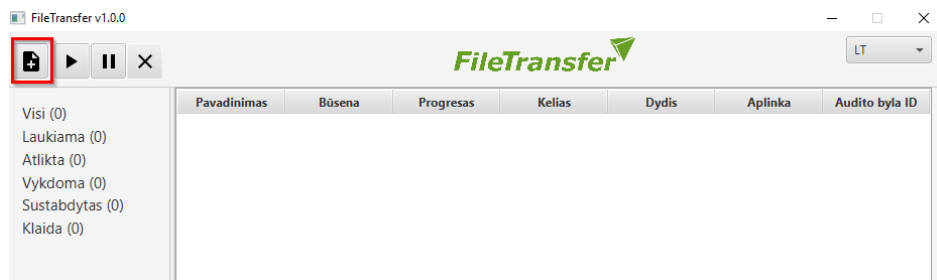 FileTransfer v1.0.0
FileTransfer
LT
Visi (0)
Laukiama (0)
Atlikta (0)
Vykdoma (0)
Sustabdytas (0)
Klaida (0)
Pavadinimas Būsena Progresas Kelias Dydis Aplinka Audito byla ID